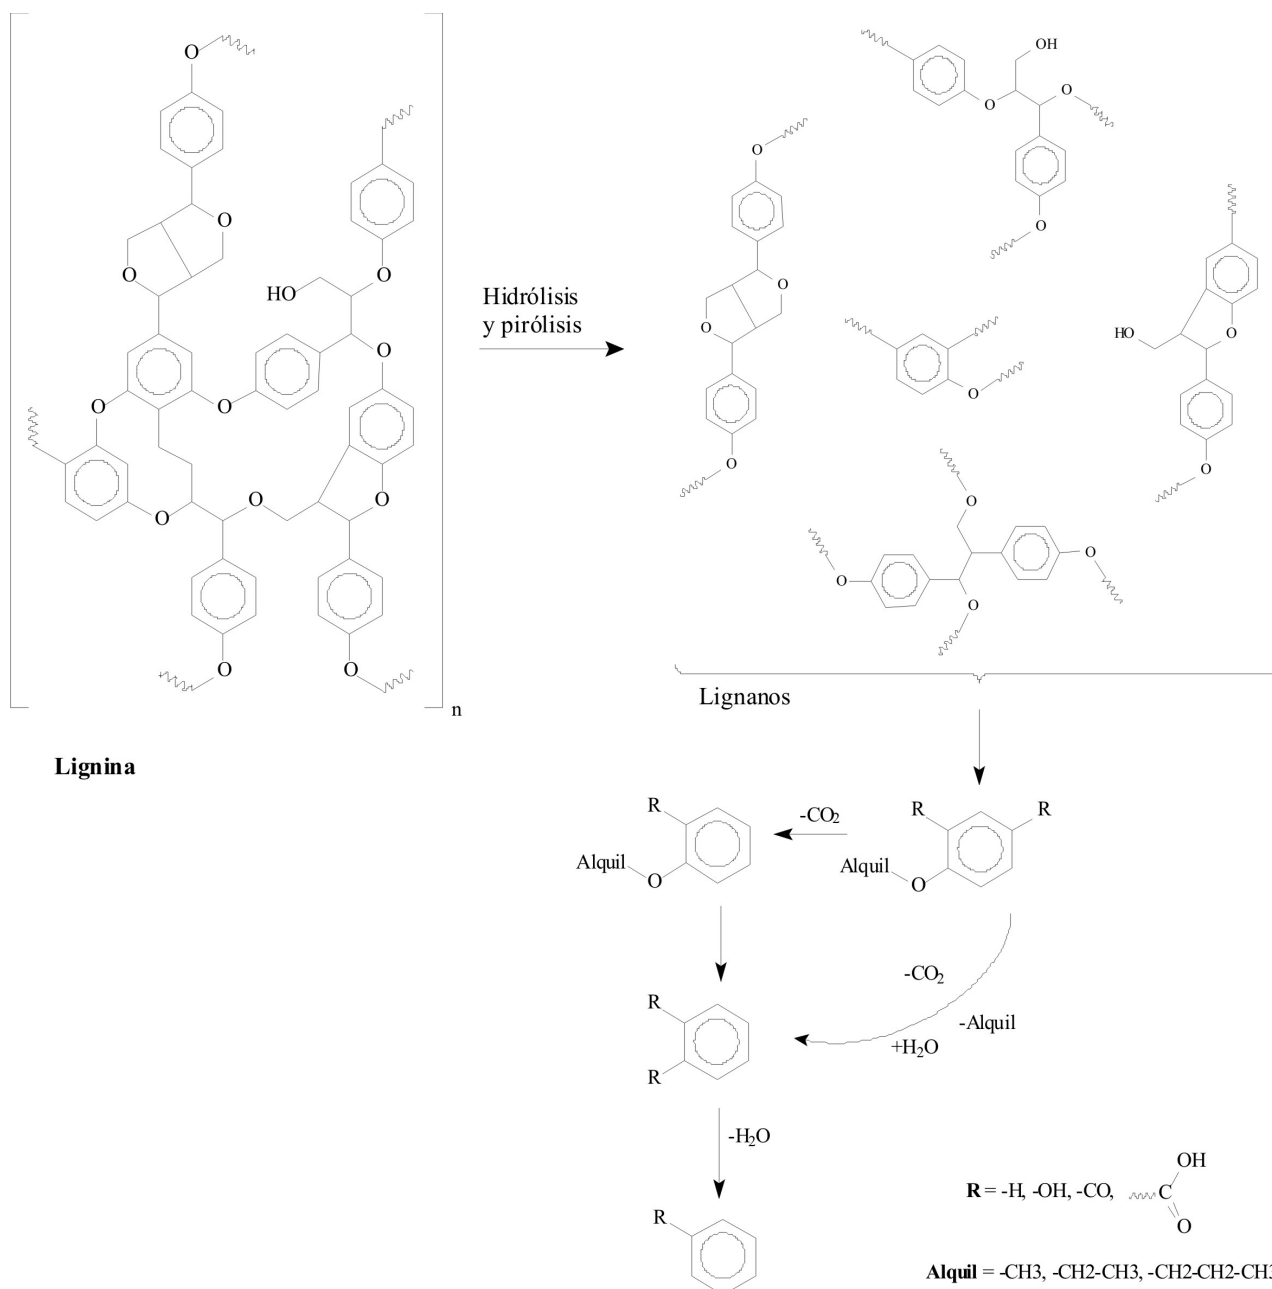 O
O
O
HO
O
O
O
O
O
O
O
O
O
O
n
Lignina
Hidrólisis
y pirólisis
OH
O
O
O
O
O
O
O
O
HO
O
O
O
O
O
O
O
Lignanos
R
R
Alquil
O
-CO₂
R
Alquil
O
-CO₂
-Alquil
+H₂O
R
R
-H₂O
R
OH
R = -H, -OH, -CO, C
O
Alquil = -CH3, -CH2-CH3, -CH2-CH2-CH3